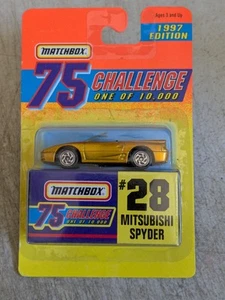 Ages 3 and Up
MATCHBOX
1997
EDITION
75 CHALLENGE
ONE OF 10,000
MATCHBOX
75 CHALLENGE
ONE OF 10,000
#28
MITSUBISHI
SPYDER